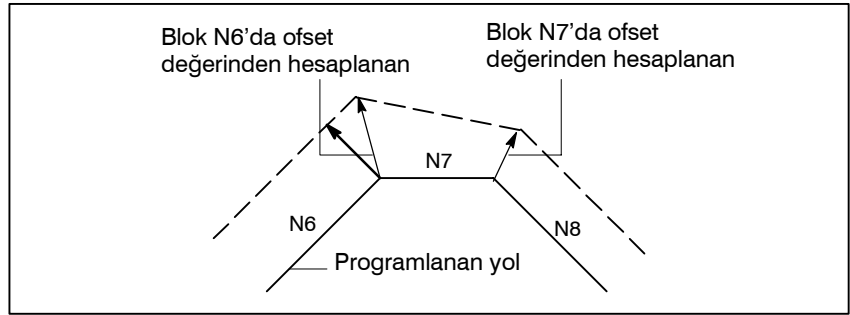 Blok N6'da ofset
değerinden hesaplanan
Blok N7'da ofset
değerinden hesaplanan
N7
N6
N8
Programlanan yol